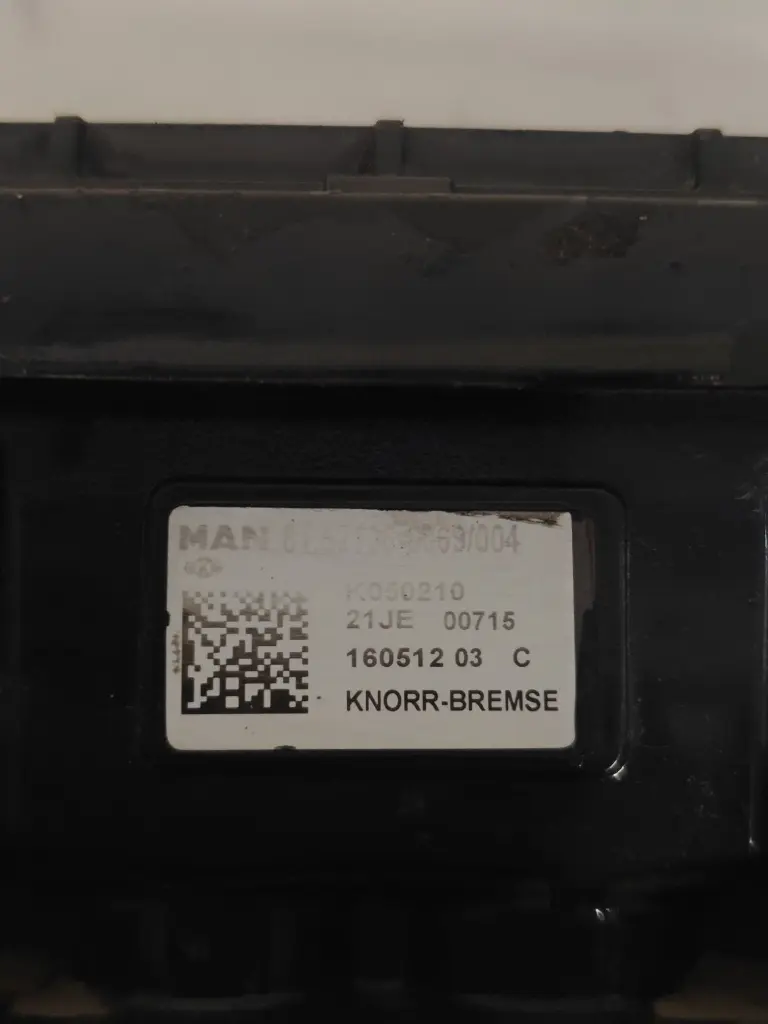 MAN
K050210
21JE 00715
160512 03 C
KNORR-BREMSE